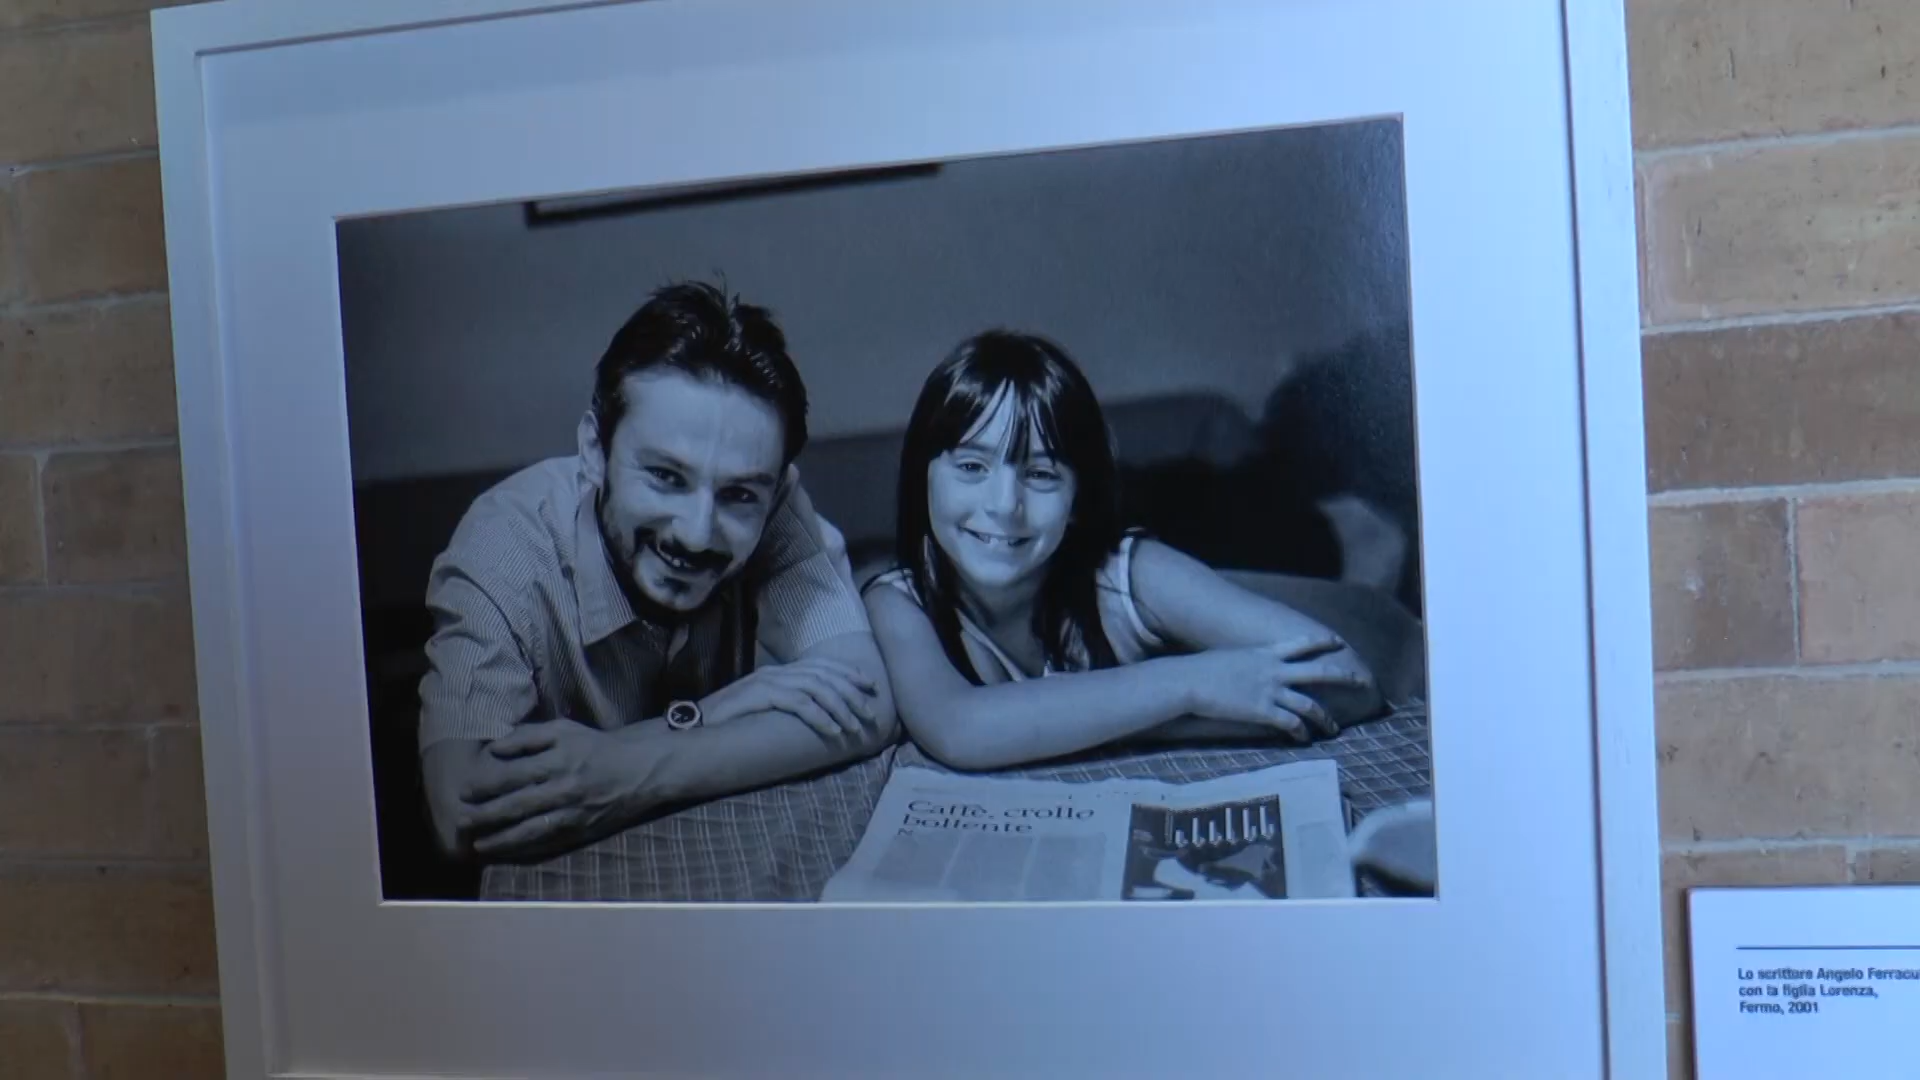 Caffè, crollo
bollente
Lo scrittore Angelo Ferracu
con la figlia Lorenza,
Fermo, 2001